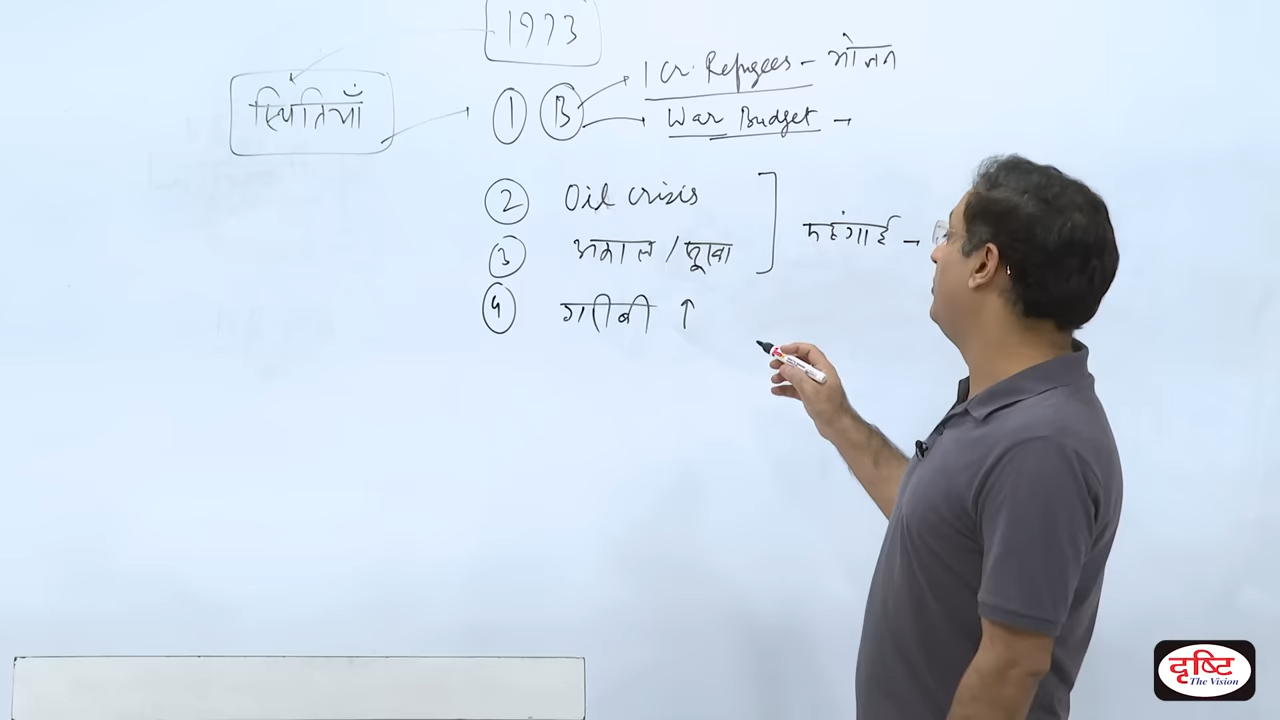 1973
1 Cr. Refugees - भोजन
स्थितियाँ
① Ⓑ War Budget →
② Oil crisis
महंगाई -
③ अकाल / सूखा
④ गरीबी ↑
दृष्टि
The Vision